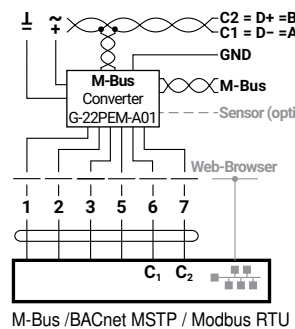 ⊥ ~ C2 = D+ =B
+ C1 = D− =A
GND
M-Bus
Converter
G-22PEM-A01
M-Bus
Sensor (opti
Web-Browser
1 2 3 5 6 7
C₁ C₂
M-Bus /BACnet MSTP / Modbus RTU